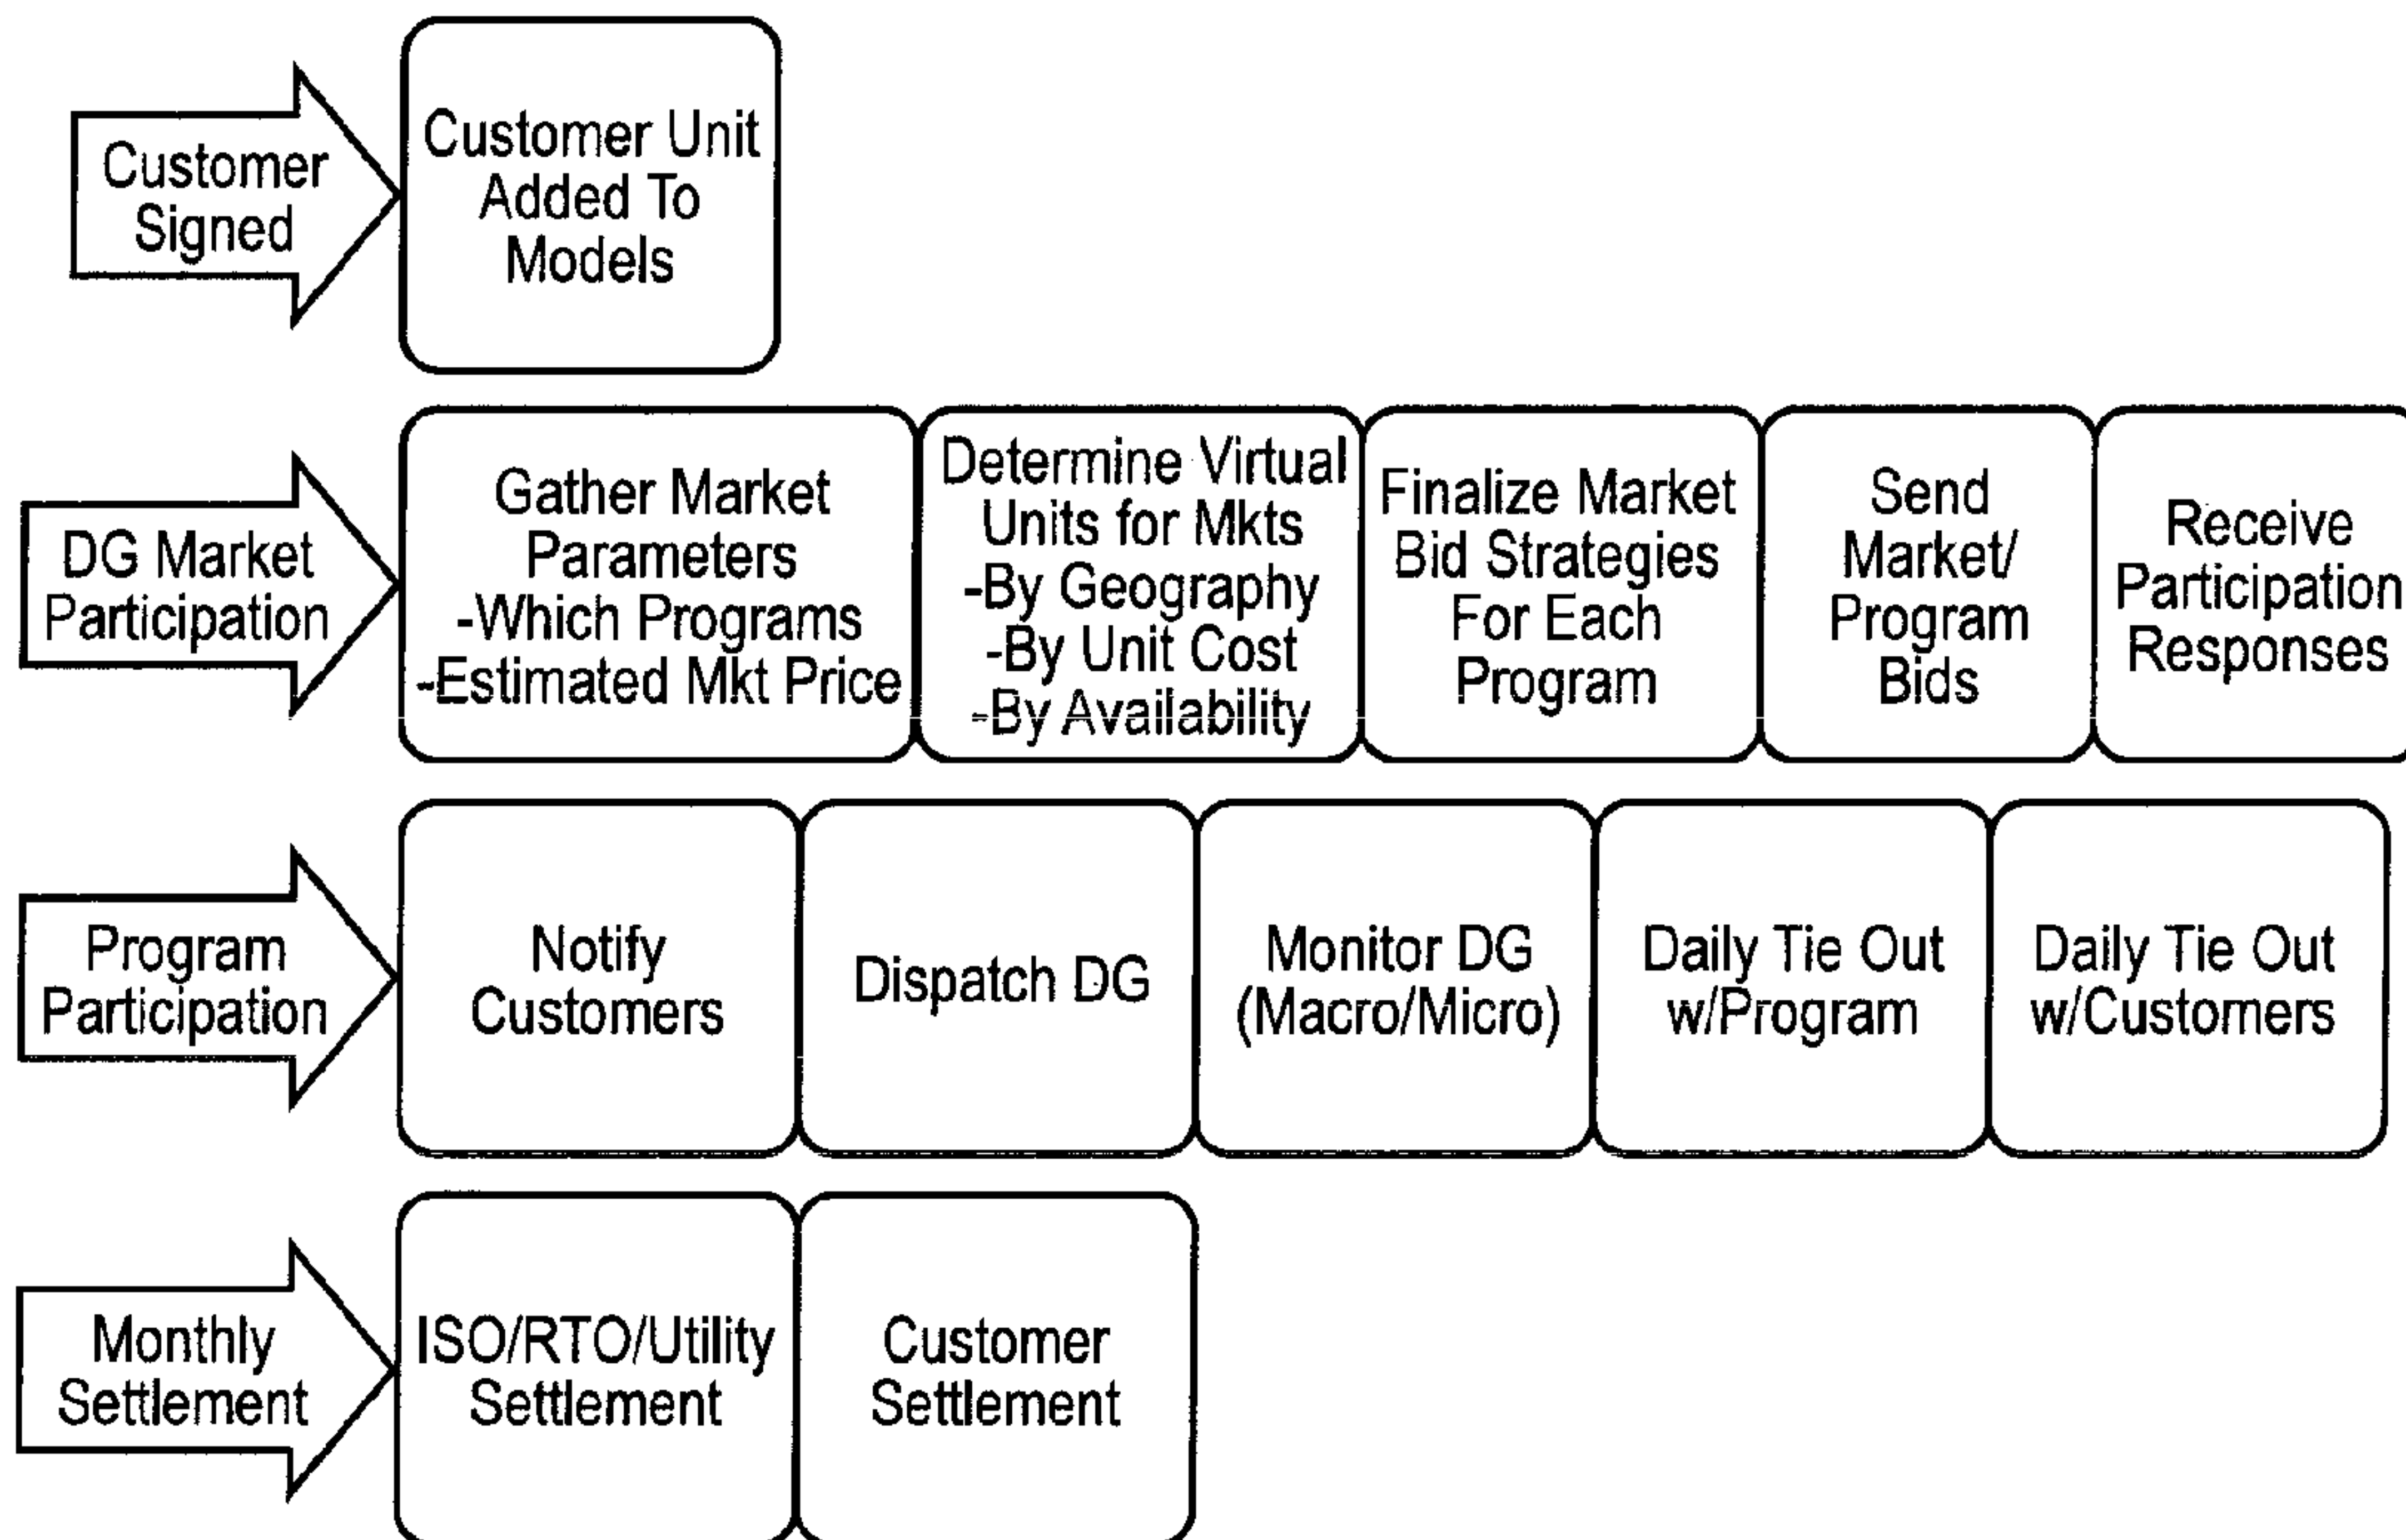 Customer
Signed
Customer Unit
Added To
Models
DG Market
Participation
Gather Market
Parameters
-Which Programs
-Estimated Mkt Price
Determine Virtual
Units for Mkts
-By Geography
-By Unit Cost
-By Availability
Finalize Market
Bid Strategies
For Each
Program
Send
Market/
Program
Bids
Receive
Participation
Responses
Program
Participation
Notify
Customers
Dispatch DG
Monitor DG
(Macro/Micro)
Daily Tie Out
w/Program
Daily Tie Out
w/Customers
Monthly
Settlement
ISO/RTO/Utility
Settlement
Customer
Settlement